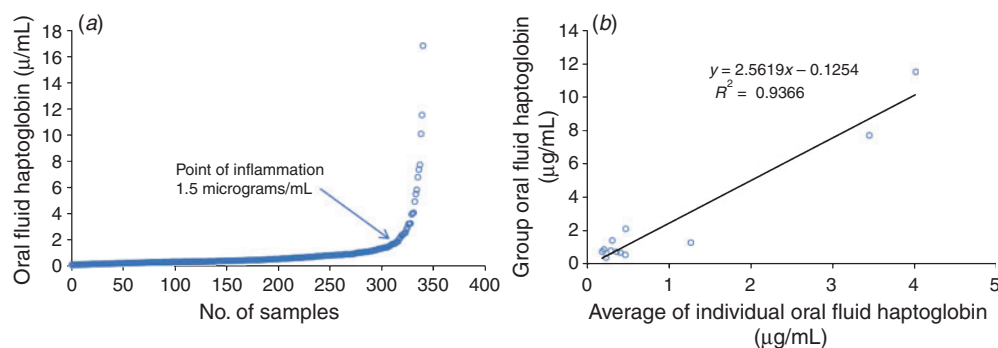 (a)
Oral fluid haptoglobin (μ/mL)
18
16
14
12
10
8
6
4
2
0
Point of inflammation
1.5 micrograms/mL
0 50 100 150 200 250 300 350 400
No. of samples
(b)
Group oral fluid haptoglobin
(μg/mL)
14
12
10
8
6
4
2
0
y = 2.5619x – 0.1254
R² = 0.9366
0 1 2 3 4 5
Average of individual oral fluid haptoglobin
(μg/mL)